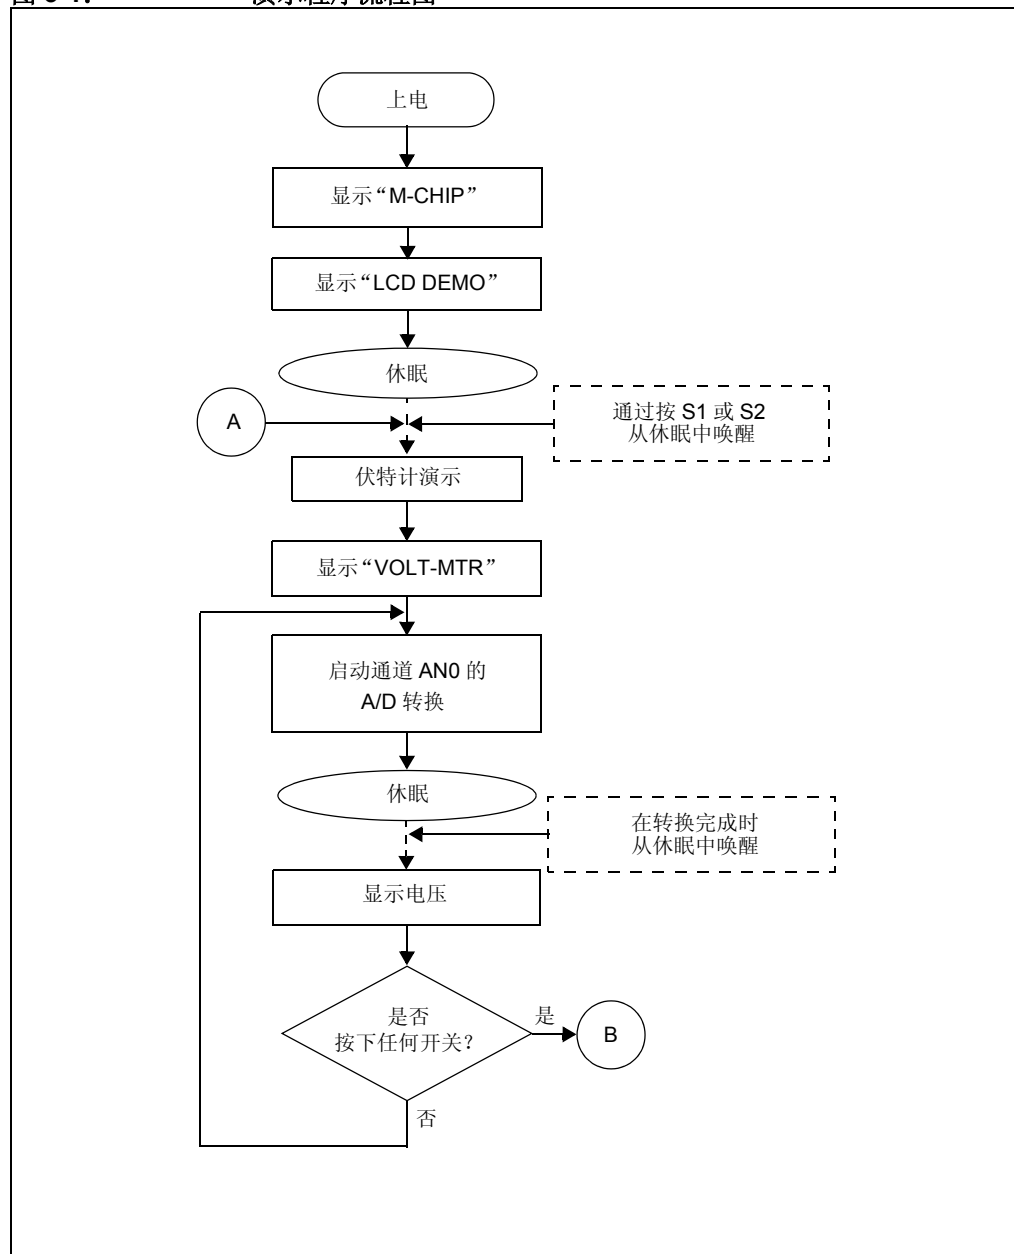 上电
显示“M-CHIP”
显示“LCD DEMO”
休眠
A
通过按 S1 或 S2
从休眠中唤醒
伏特计演示
显示“VOLT-MTR”
启动通道 AN0 的
A/D 转换
休眠
在转换完成时
从休眠中唤醒
显示电压
是否
按下任何开关?
是
B
否